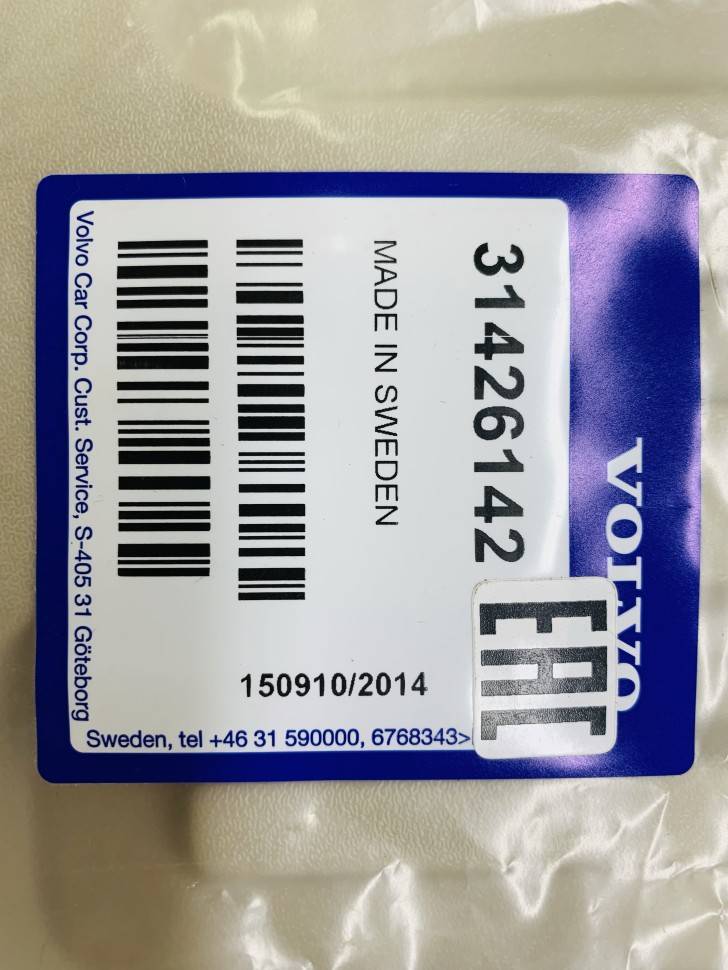 VOLVO
31426142
EAC
MADE IN SWEDEN
150910/2014
Volvo Car Corp. Cust. Service, S-405 31 Göteborg
Sweden, tel +46 31 590000, 6768343>